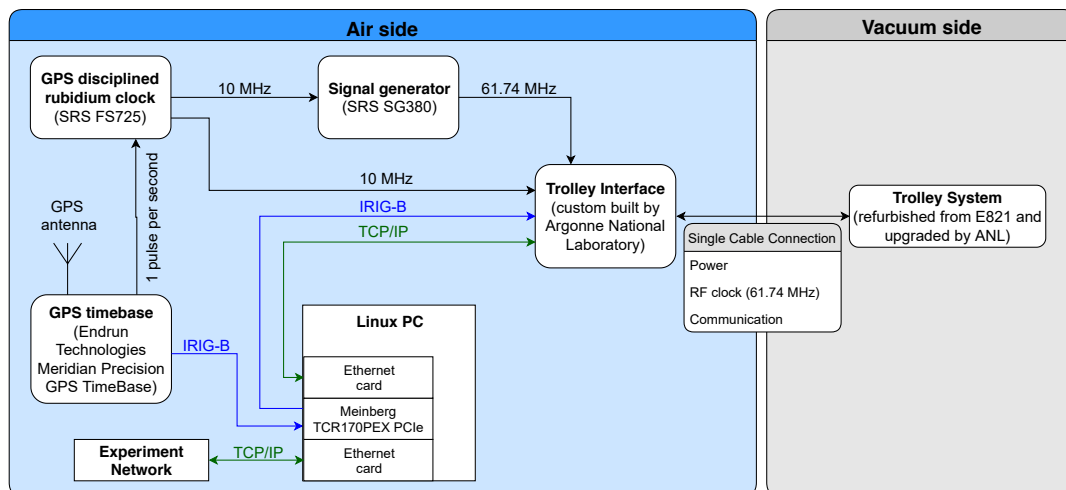 Air side
Vacuum side
GPS disciplined
rubidium clock
(SRS FS725)
10 MHz
Signal generator
(SRS SG380)
61.74 MHz
10 MHz
1 pulse per second
GPS
antenna
IRIG-B
TCP/IP
Trolley Interface
(custom built by
Argonne National
Laboratory)
Trolley System
(refurbished from E821 and
upgraded by ANL)
Single Cable Connection
Power
RF clock (61.74 MHz)
Communication
GPS timebase
(Endrun
Technologies
Meridian Precision
GPS TimeBase)
IRIG-B
Linux PC
Ethernet
card
Meinberg
TCR170PEX PCIe
Ethernet
card
Experiment
Network
TCP/IP